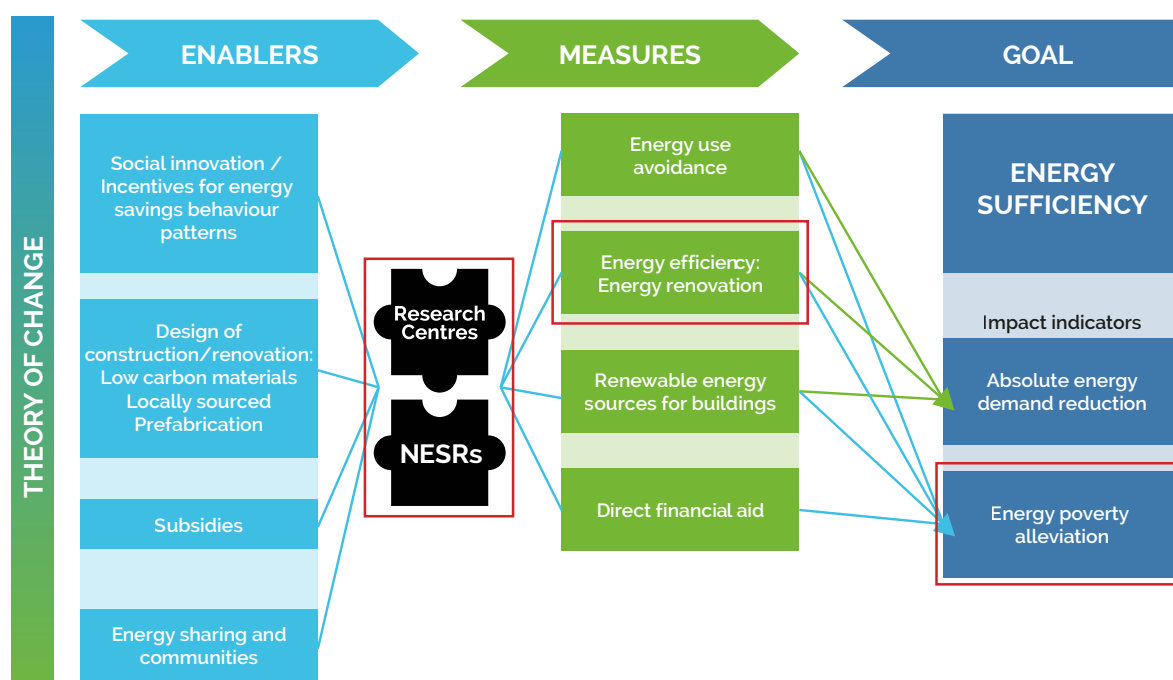 THEORY OF CHANGE
ENABLERS
MEASURES
GOAL
Social innovation /
Incentives for energy
savings behaviour
patterns
Design of
construction/renovation:
Low carbon materials
Locally sourced
Prefabrication
Subsidies
Energy sharing and
communities
Research
Centres
NESRs
Energy use
avoidance
Energy efficiency:
Energy renovation
Renewable energy
sources for buildings
Direct financial aid
ENERGY
SUFFICIENCY
Impact indicators
Absolute energy
demand reduction
Energy poverty
alleviation